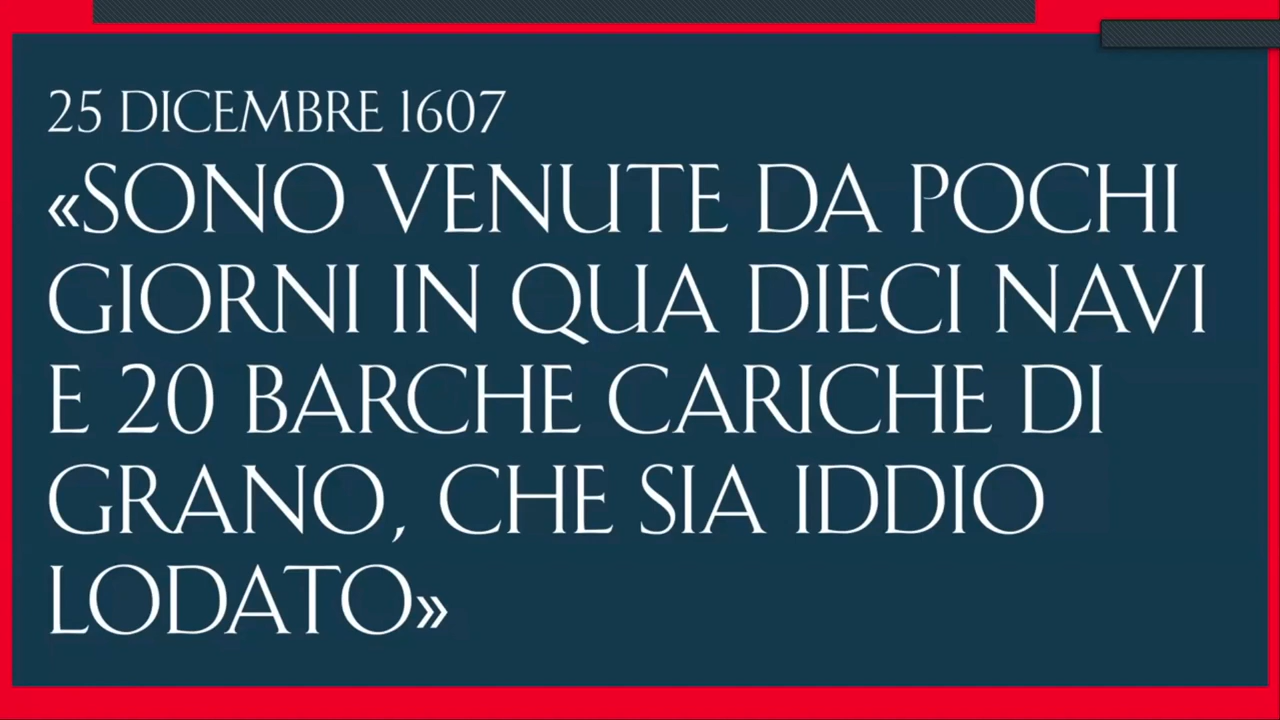 25 DICEMBRE 1607
«SONO VENUTE DA POCHI
GIORNI IN QUA DIECI NAVI
E 20 BARCHE CARICHE DI
GRANO, CHE SIA IDDIO
LODATO»